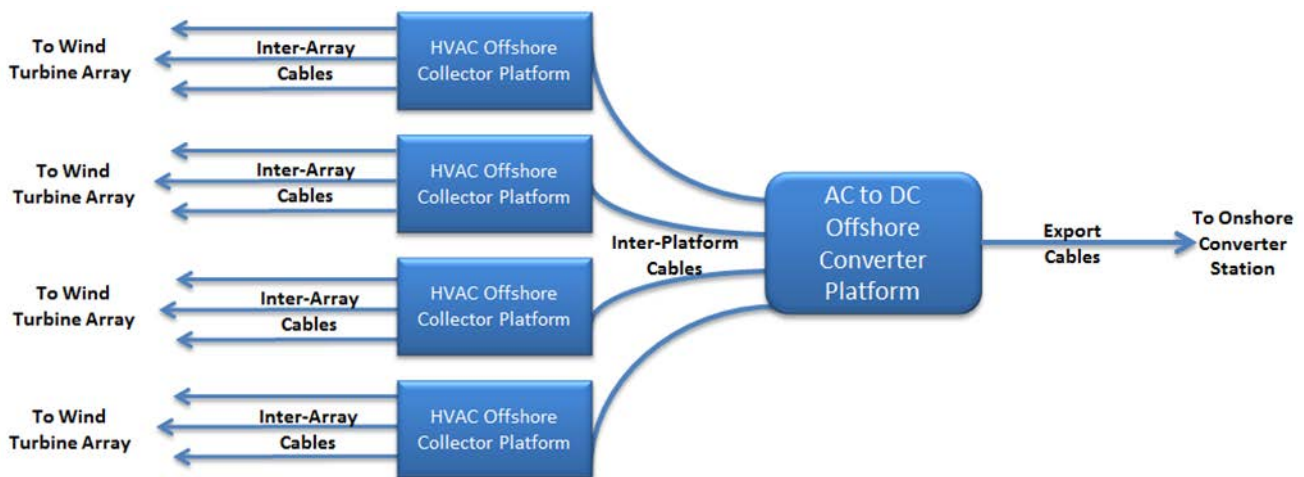 To Wind
Turbine Array
Inter-Array
Cables
HVAC Offshore
Collector Platform
To Wind
Turbine Array
Inter-Array
Cables
HVAC Offshore
Collector Platform
To Wind
Turbine Array
Inter-Array
Cables
HVAC Offshore
Collector Platform
To Wind
Turbine Array
Inter-Array
Cables
HVAC Offshore
Collector Platform
Inter-Platform
Cables
AC to DC
Offshore
Converter
Platform
Export
Cables
To Onshore
Converter
Station